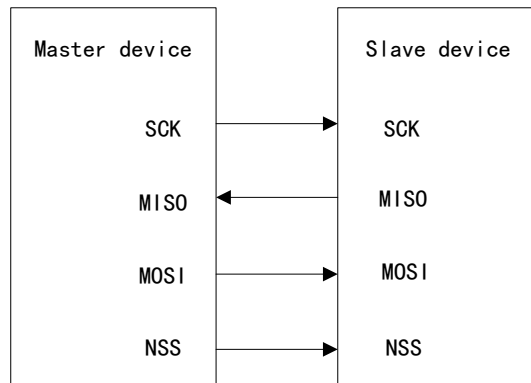 Master device
Slave device
SCK
SCK
MISO
MISO
MOSI
MOSI
NSS
NSS